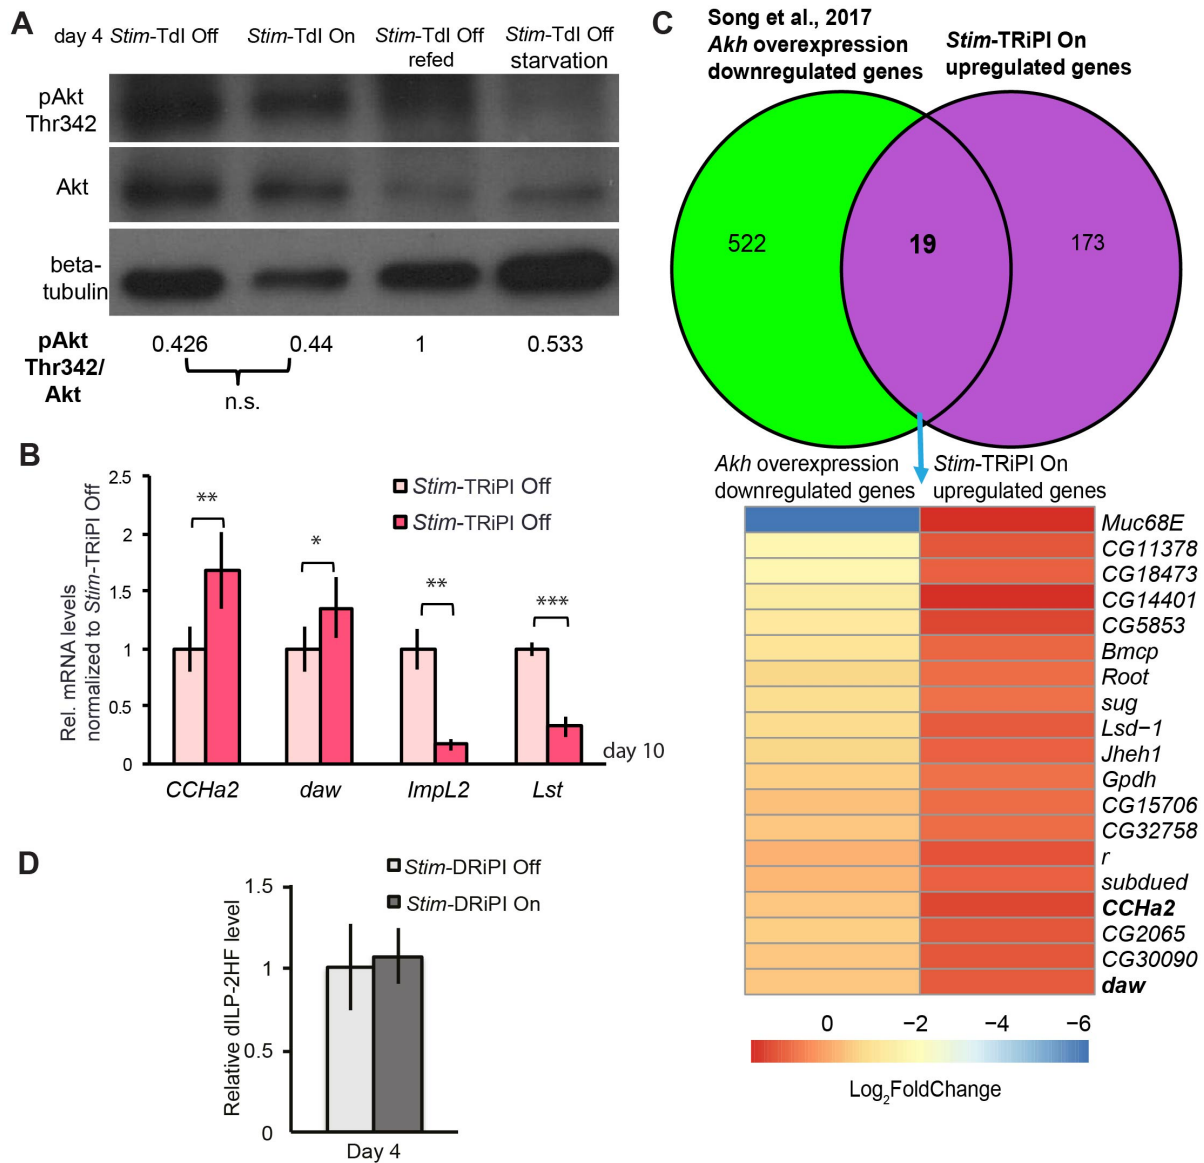 A
day 4 Stim-TdI Off Stim-TdI On Stim-TdI Off Stim-TdI Off
refed starvation
pAkt
Thr342
Akt
beta-
tubulin
pAkt
Thr342/
Akt
0.426 0.44 1 0.533
n.s.
B
Rel. mRNA levels
normalized to Stim-TRiPI Off
2.5
2
1.5
1
0.5
0
Stim-TRiPI Off
Stim-TRiPI Off
** * ** ***
day 10
CCHa2 daw ImpL2 Lst
C
Song et al., 2017
Akh overexpression
downregulated genes
Stim-TRiPI On
upregulated genes
522 19 173
Akh overexpression
downregulated genes
Stim-TRiPI On
upregulated genes
Muc68E
CG11378
CG18473
CG14401
CG5853
Bmcp
Root
sug
Lsd−1
Jheh1
Gpdh
CG15706
CG32758
r
subdued
CCHa2
CG2065
CG30090
daw
0 −2 −4 −6
Log2FoldChange
D
Relative dILP-2HF level
1.5
1
0.5
0
Stim-DRiPI Off
Stim-DRiPI On
Day 4